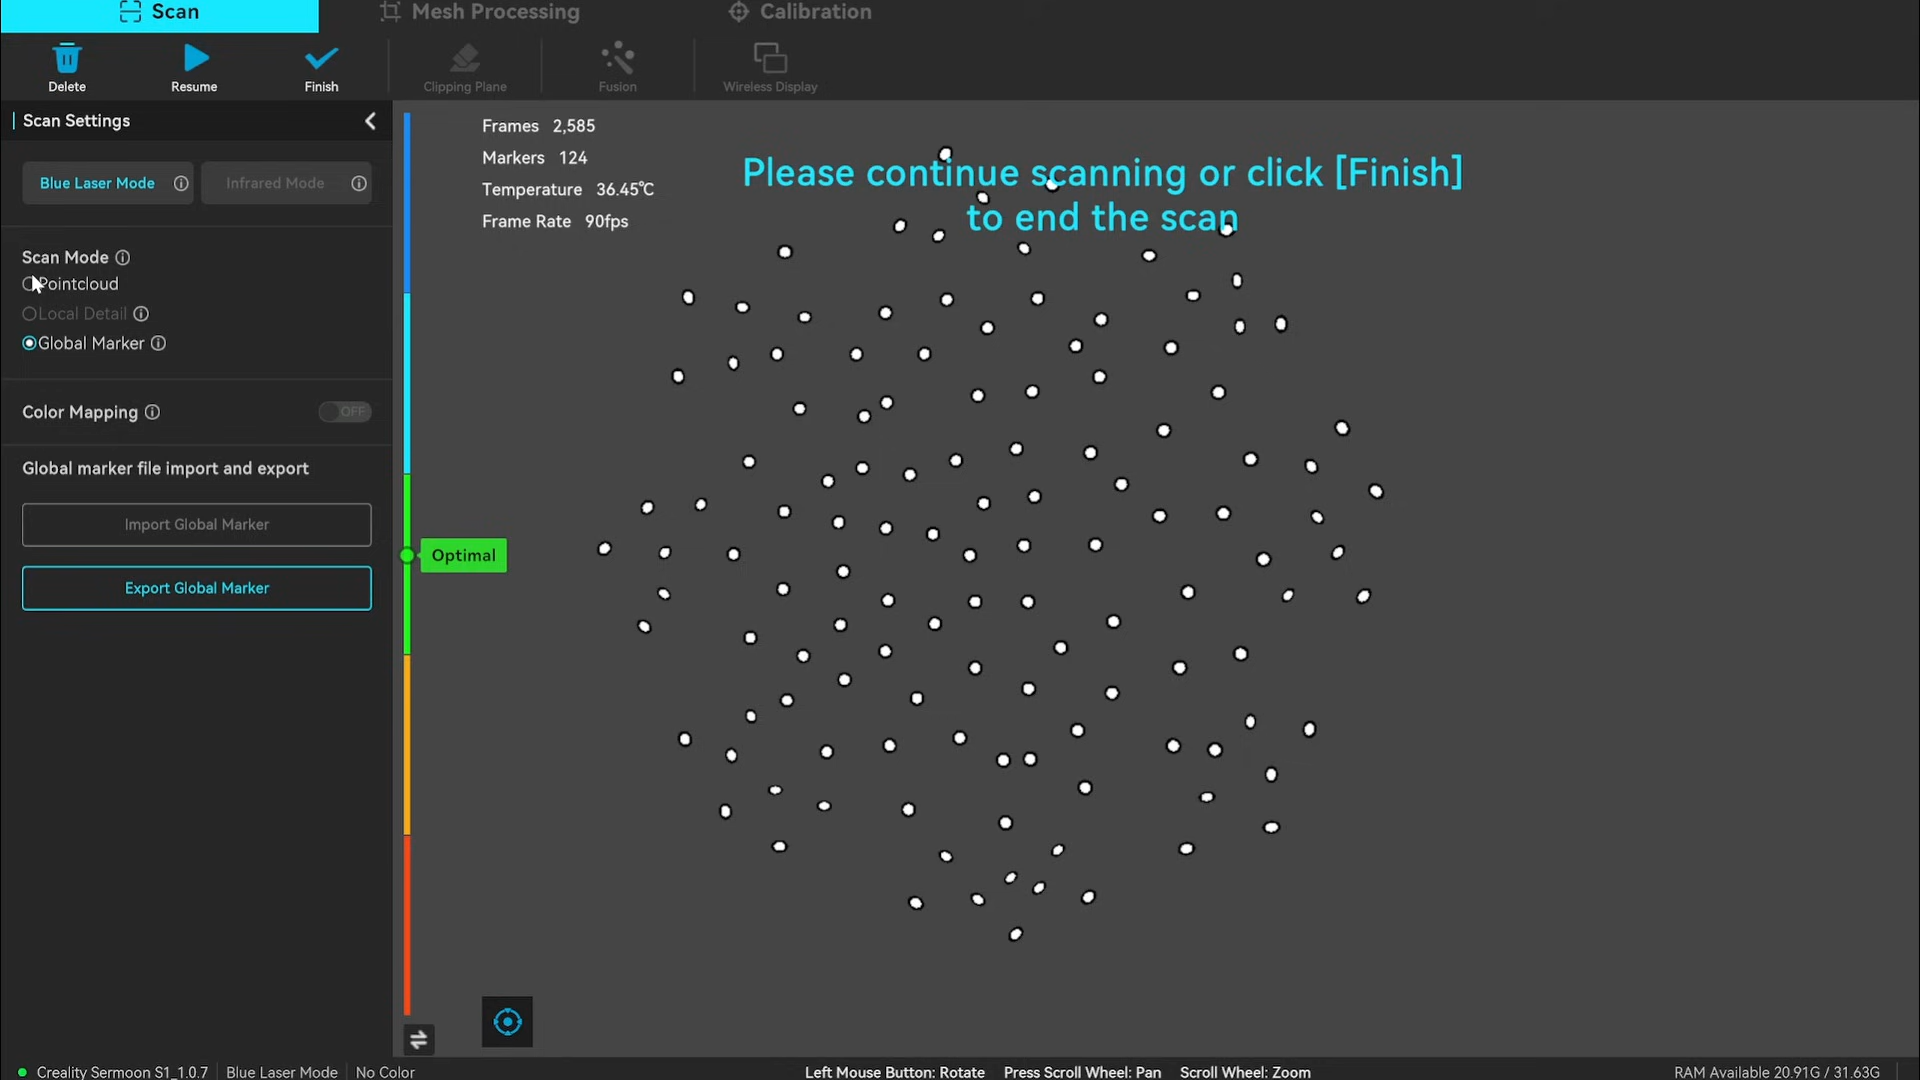 Scan
Mesh Processing
Calibration
Delete
Resume
Finish
Clipping Plane
Fusion
Wireless Display
Scan Settings
Blue Laser Mode
Infrared Mode
Scan Mode
Pointcloud
Local Detail
Global Marker
Color Mapping
OFF
Global marker file import and export
Import Global Marker
Export Global Marker
Frames 2,585
Markers 124
Temperature 36.45℃
Frame Rate 90fps
Please continue scanning or click [Finish]
to end the scan
Optimal
Creality Sermoon S1_1.0.7
Blue Laser Mode
No Color
Left Mouse Button: Rotate
Press Scroll Wheel: Pan
Scroll Wheel: Zoom
RAM Available 20.91G / 31.63G